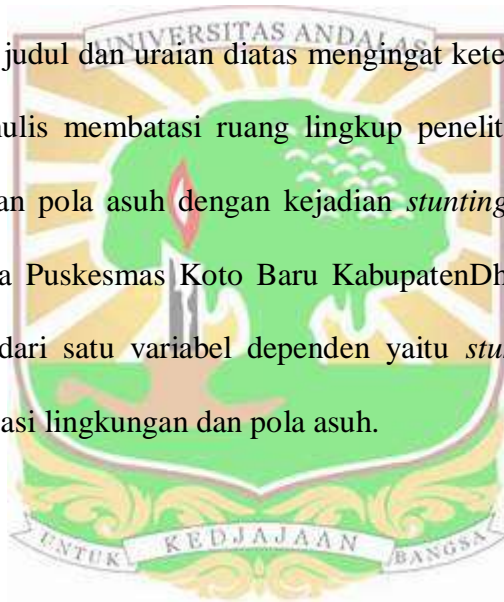 UNIVERSITAS ANDALAS
judul dan uraian diatas mengingat kete
ulis membatasi ruang lingkup penelit
an pola asuh dengan kejadian stunting
a Puskesmas Koto Baru KabupatenDh
dari satu variabel dependen yaitu stu
asi lingkungan dan pola asuh.
UNTUK KEDJAJAAN BANGSA